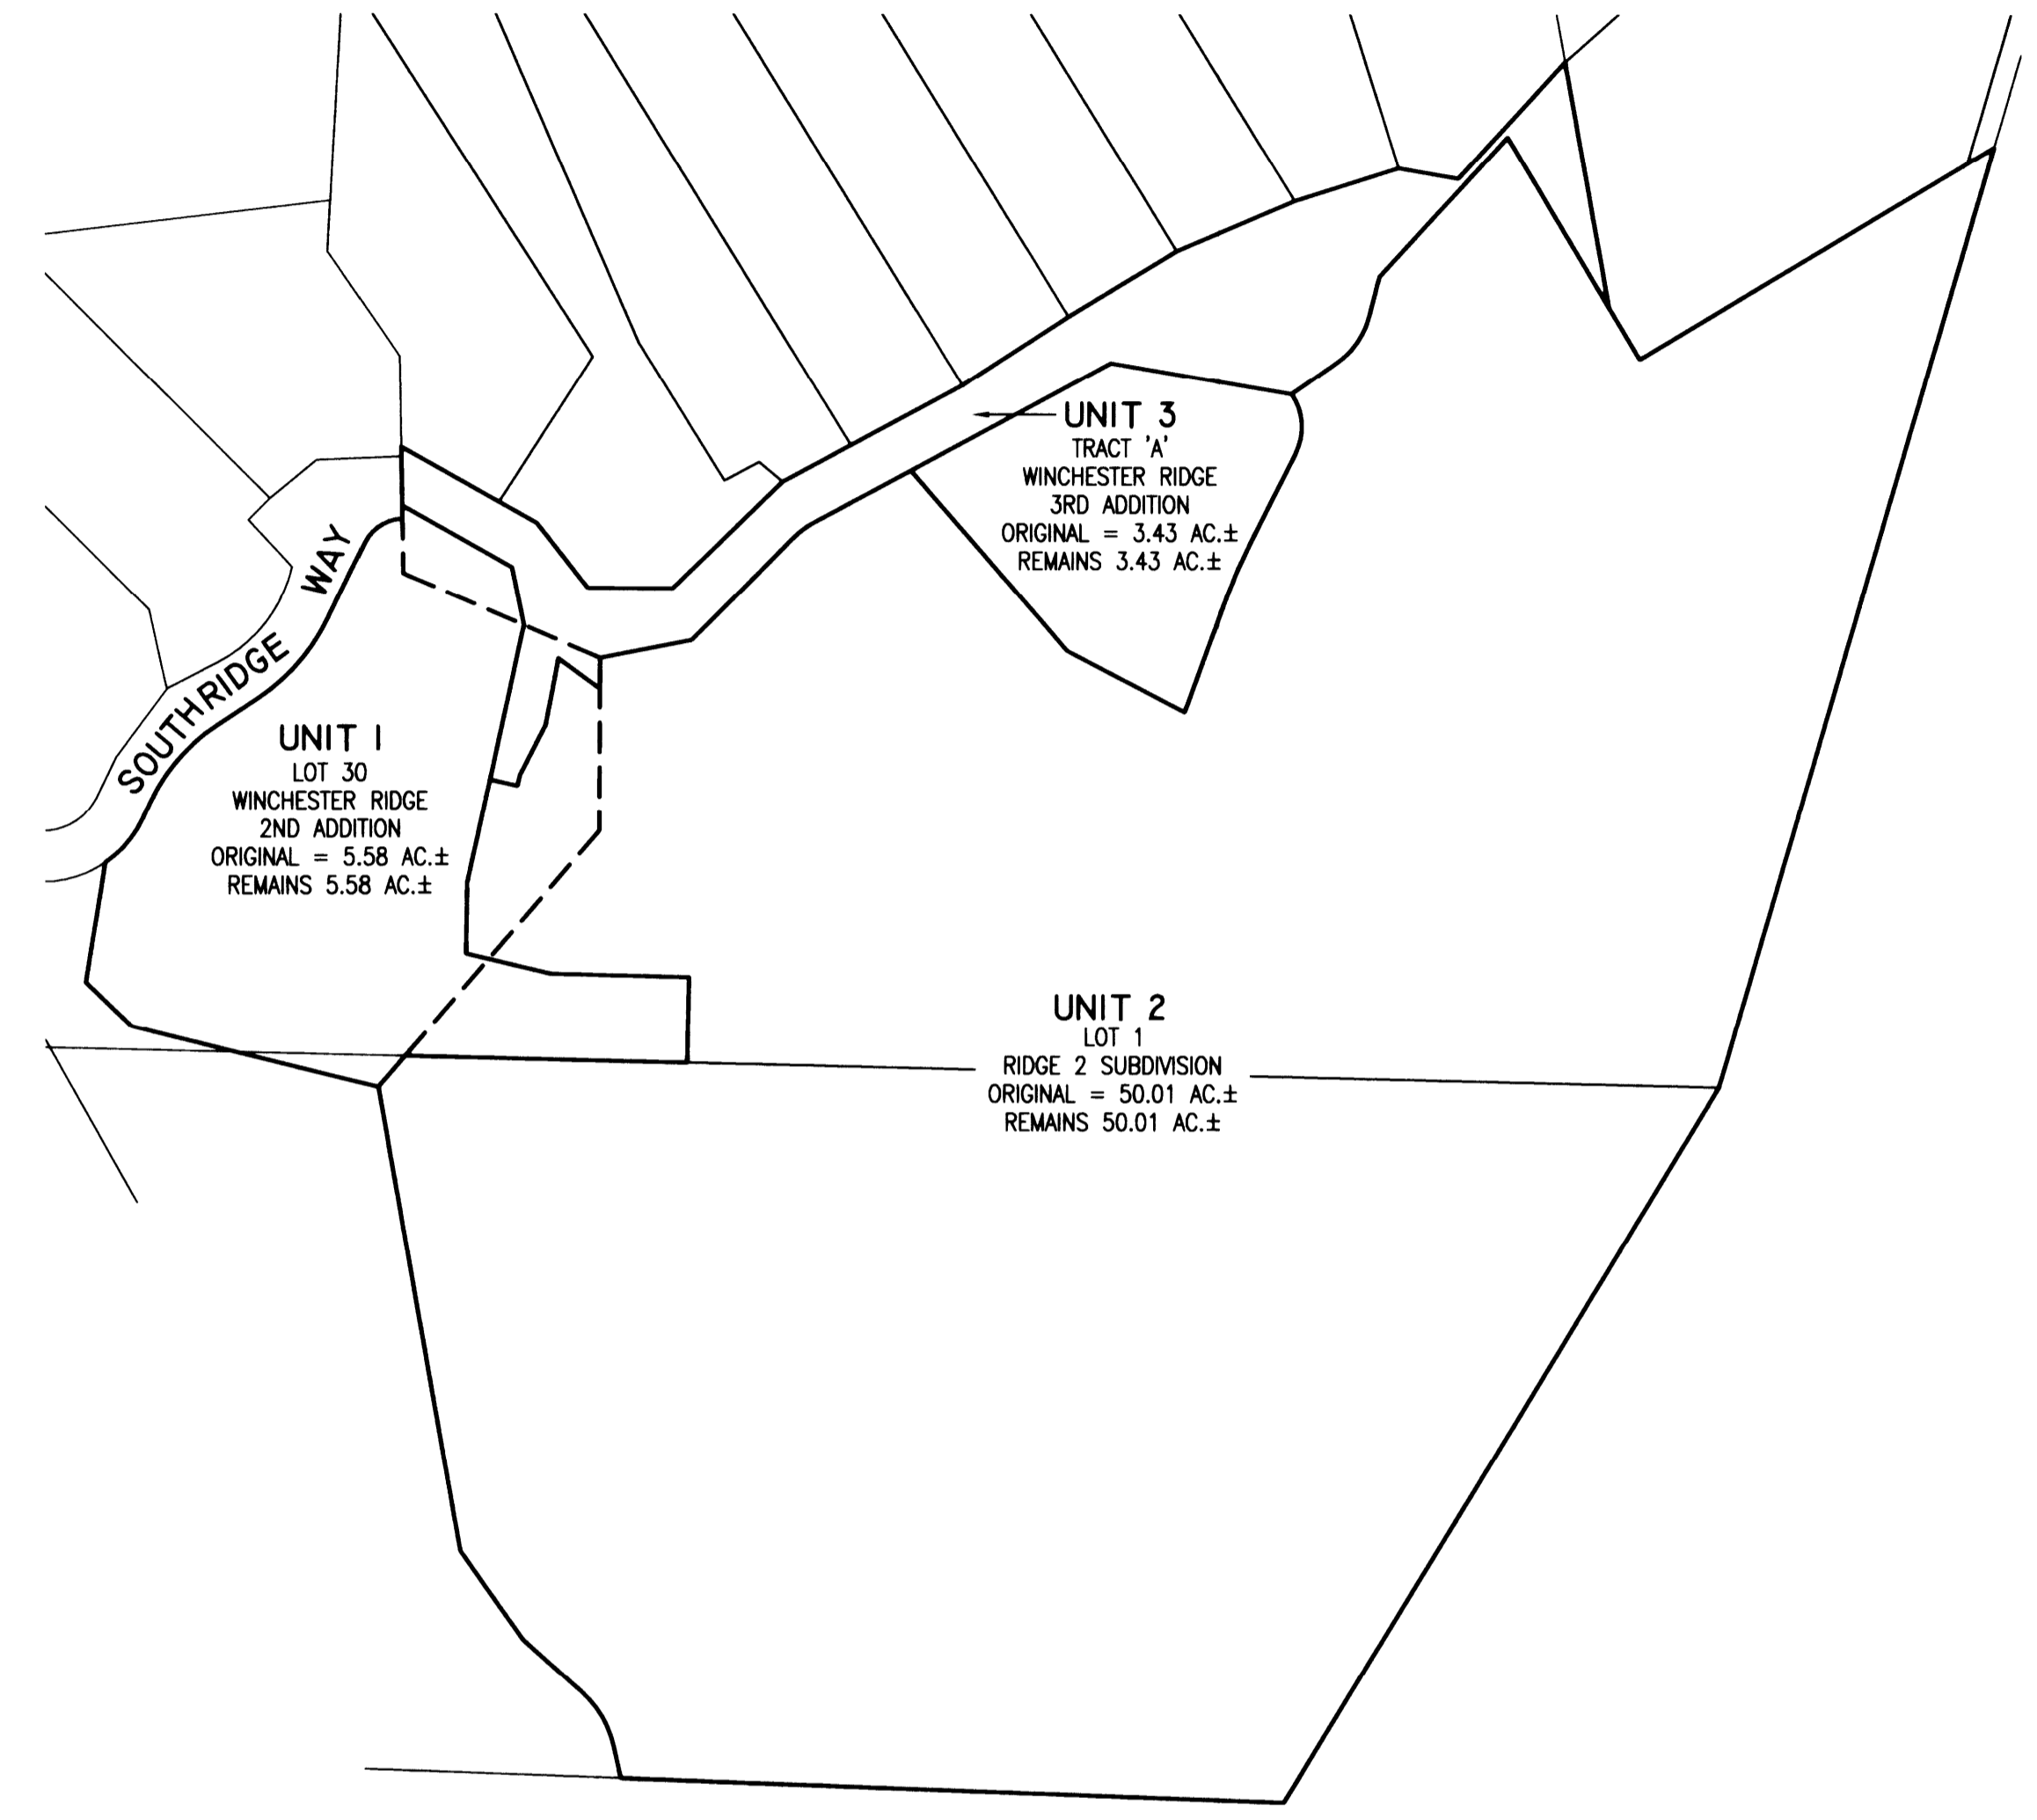 UNIT 3
TRACT 'A'
WINCHESTER RIDGE
3RD ADDITION
ORIGINAL = 3.43 AC.±
REMAINS 3.43 AC.±
SOUTHRIDGE WAY
UNIT 1
LOT 30
WINCHESTER RIDGE
2ND ADDITION
ORIGINAL = 5.58 AC.±
REMAINS 5.58 AC.±
UNIT 2
LOT 1
RIDGE 2 SUBDIVISION
ORIGINAL = 50.01 AC.±
REMAINS 50.01 AC.±